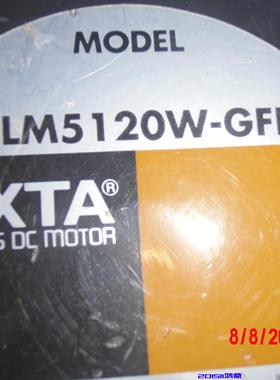 MODEL
LM5120W-GF
XTA®
S DC MOTOR
8/8/20